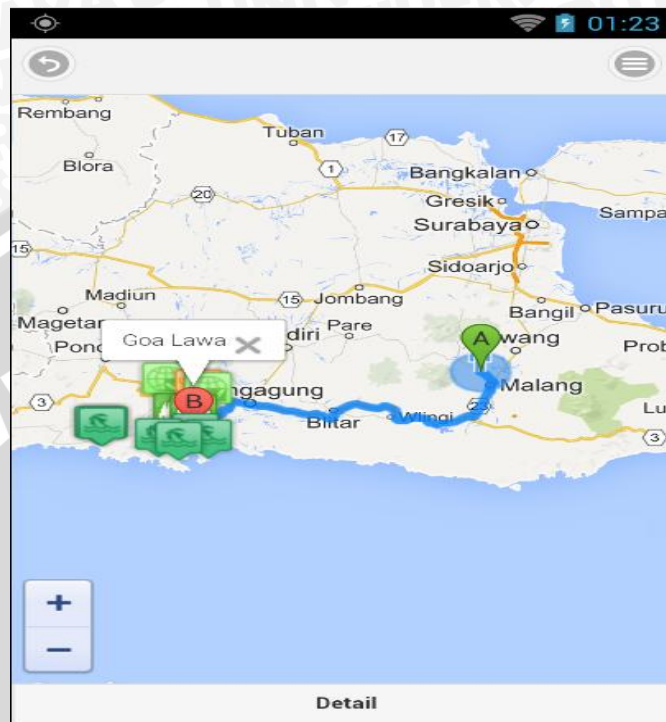 01:23
Rembang
Tuban
17
Blora
1
Bangkalan
20
Gresik
Surabaya
Sampa
15
Sidoarjo
Madiun
15
Jombang
Bangil
Pasuru
Magetar
Goa Lawa
diri
Pare
A
wang
Prob
Pono
B
ngagung
Malang
3
Blitar
Wlingi
23
Lu
3
+
−
Detail